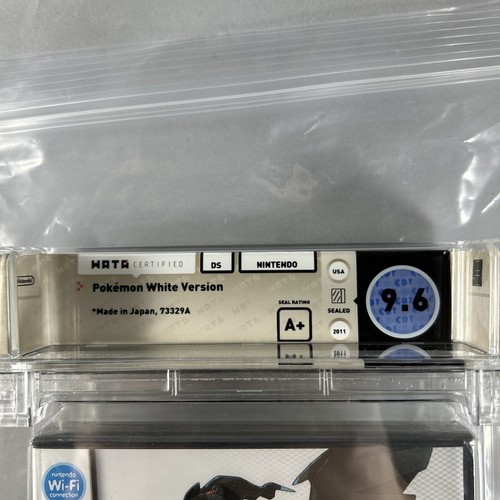 WATA CERTIFIED
DS
NINTENDO
USA
Pokémon White Version
*Made in Japan, 73329A
SEAL RATING
A+
SEALED
2011
9.6
Nintendo
nintendo
Wi-Fi
connection